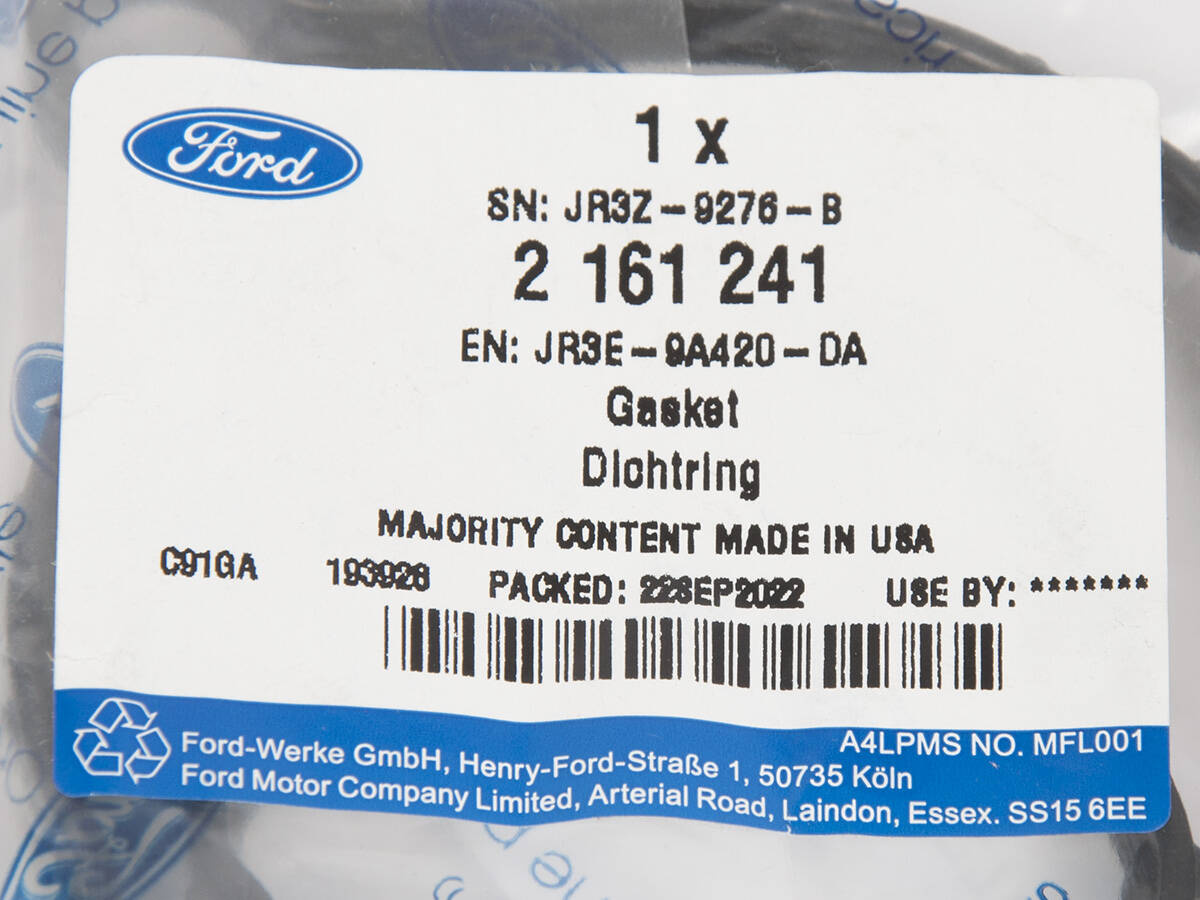 Ford
1 x
SN: JR3Z-9276-B
2 161 241
EN: JR3E-9A420-DA
Gasket
Dichtring
MAJORITY CONTENT MADE IN USA
C91GA 193926 PACKED: 22SEP2022 USE BY: *******
A4LPMS NO. MFL001
Ford-Werke GmbH, Henry-Ford-Straße 1, 50735 Köln
Ford Motor Company Limited, Arterial Road, Laindon, Essex. SS15 6EE